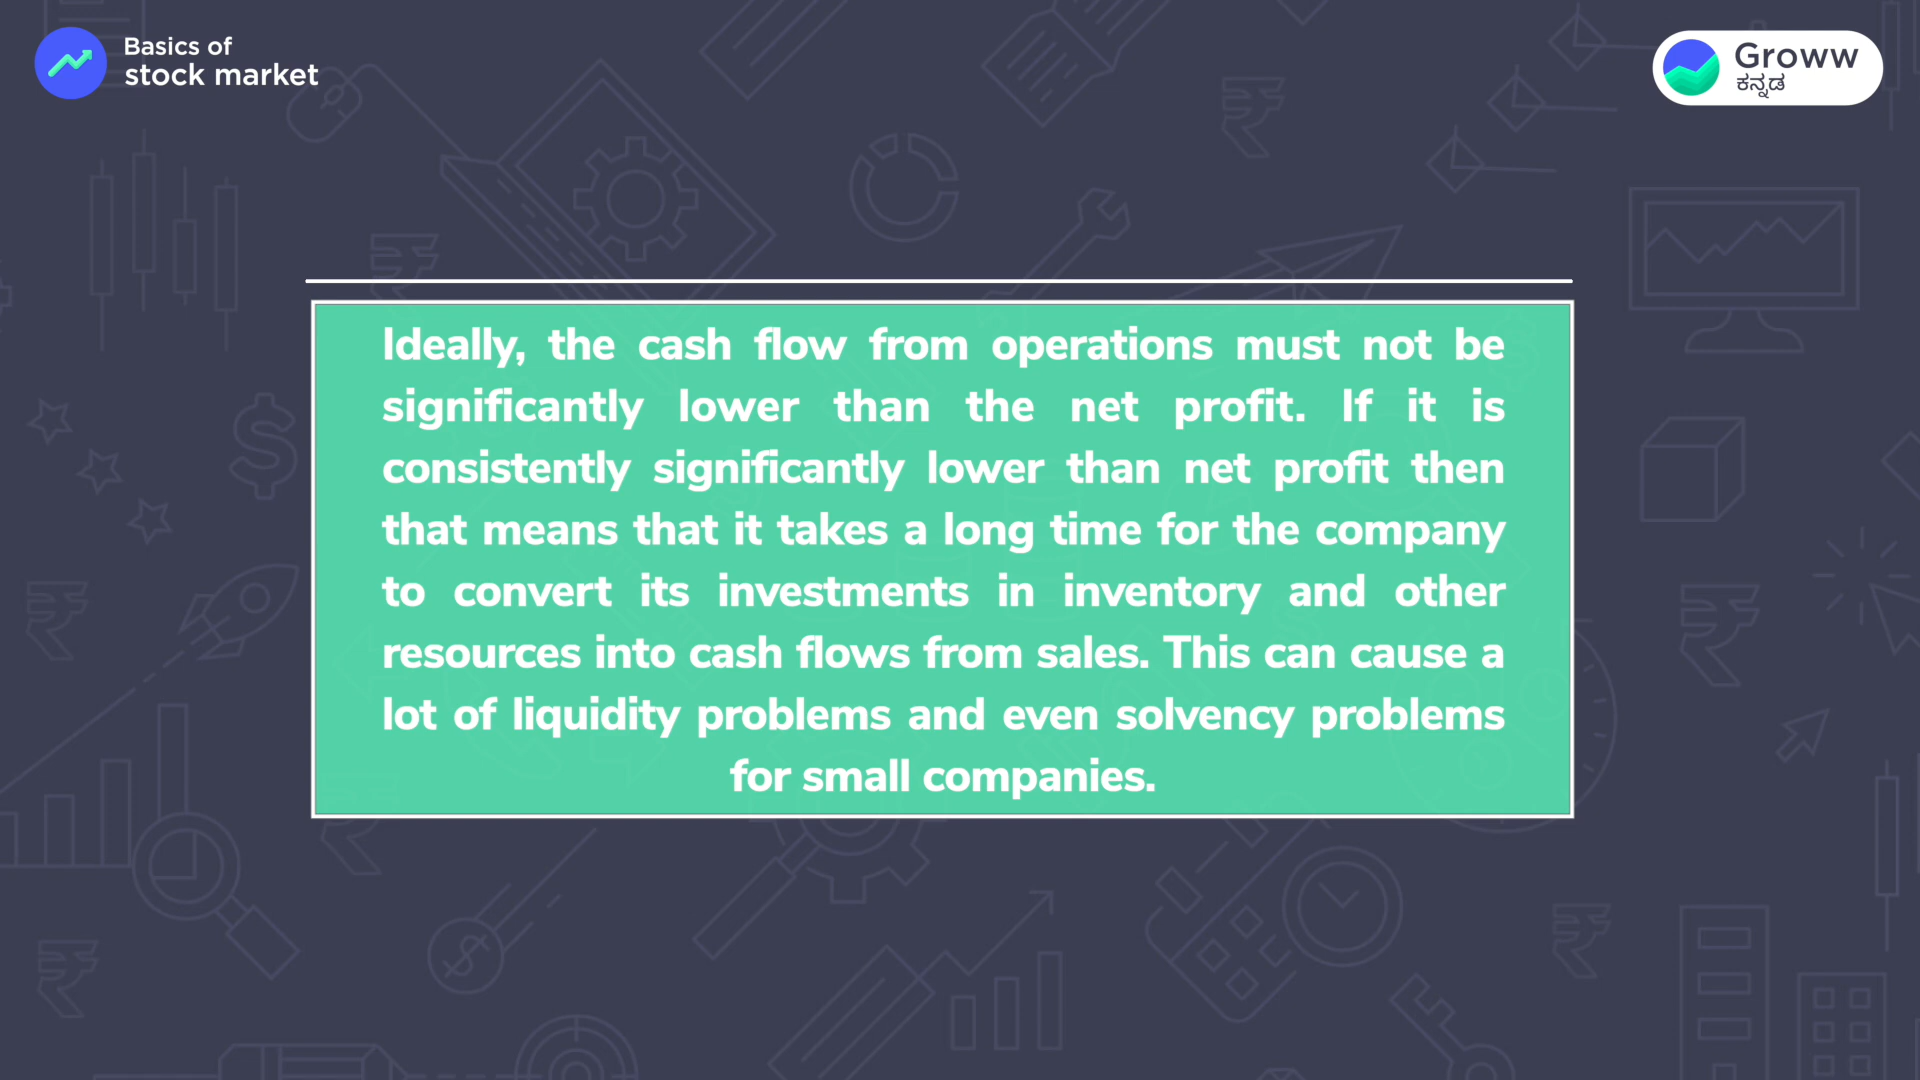 Basics of
stock market
Groww
ಕನ್ನಡ
Ideally, the cash flow from operations must not be
significantly lower than the net profit. If it is
consistently significantly lower than net profit then
that means that it takes a long time for the company
to convert its investments in inventory and other
resources into cash flows from sales. This can cause a
lot of liquidity problems and even solvency problems
for small companies.